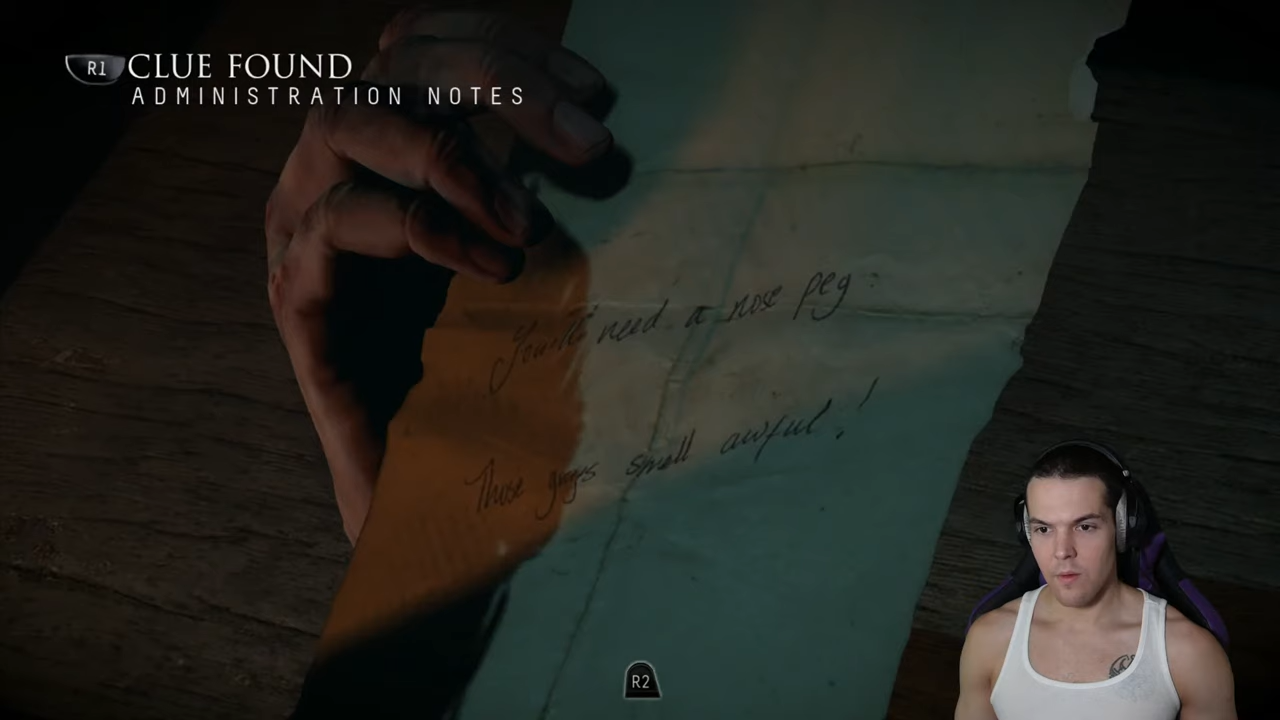 R1 CLUE FOUND
ADMINISTRATION NOTES
You'll need a nose peg
Those guys smell awful!
R2